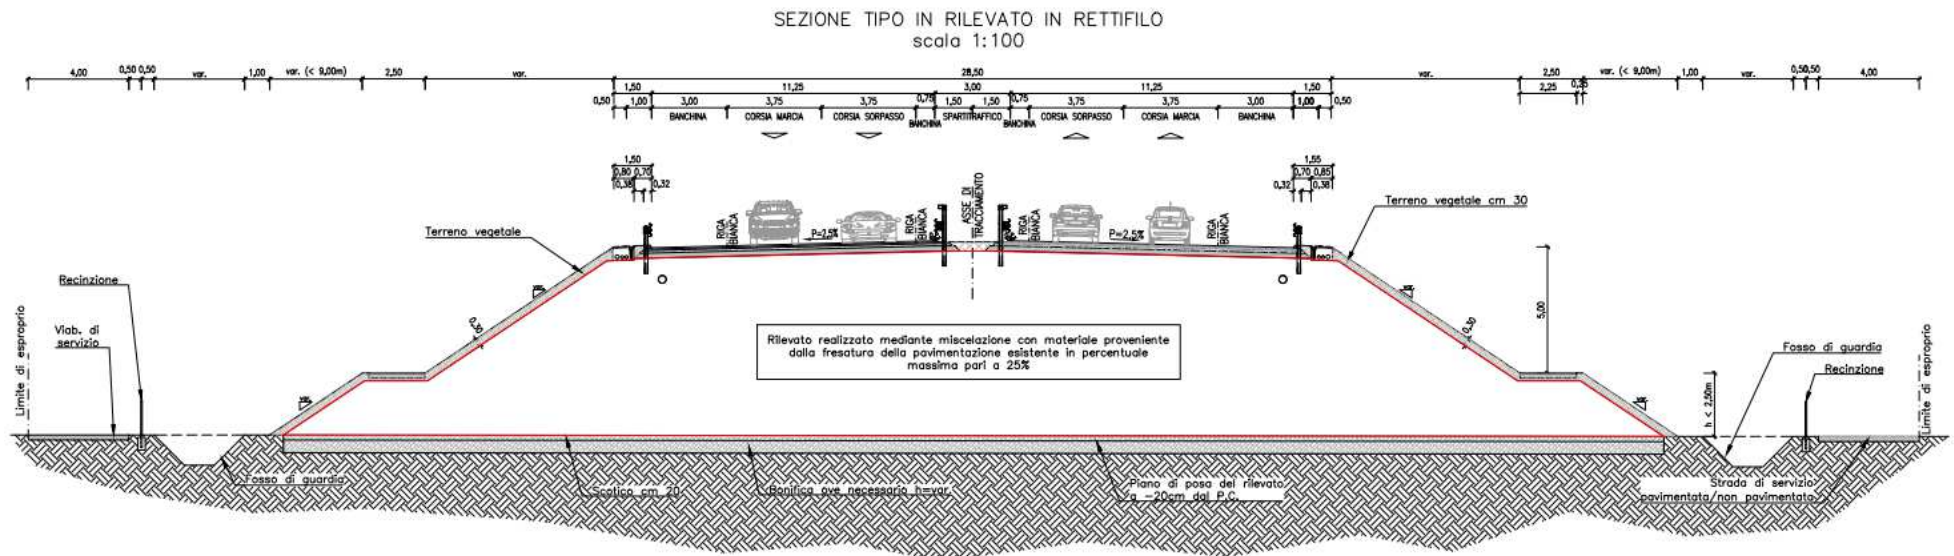 SEZIONE TIPO IN RILEVATO IN RETTIFILO
scala 1:100
4,00 0,50 0,50 var. 1,00 var. (< 9,00m) 2,50 var. 28,50 var. 2,50 var. (< 9,00m) 1,00 var. 0,50 0,50 4,00
1,50 11,25 3,00 11,25 1,50 2,25
0,50 1,00 3,00 3,75 3,75 0,75 1,50 1,50 0,75 3,75 3,75 3,00 1,00 0,50
BANCHINA CORSIA MARCIA CORSIA SORPASSO BANCHINA SPARTITRAFFICO BANCHINA CORSIA SORPASSO CORSIA MARCIA BANCHINA
1,50 1,55
0,80 0,70 0,70 0,85
0,38 0,32 0,32 0,38
ASSE DI
TRACCIAMENTO
RIGA
BIANCA
RIGA
BIANCA
RIGA
BIANCA
RIGA
BIANCA
P=2,5% P=2,5%
Terreno vegetale
Terreno vegetale cm 30
Recinzione
Viab. di
servizio
Limite di esproprio
0,30
0,30
5,00
Rilevato realizzato mediante miscelazione con materiale proveniente
dalla fresatura della pavimentazione esistente in percentuale
massima pari a 25%
Fosso di guardia
Recinzione
Limite di esproprio
h < 2,50m
Fosso di guardia
Scotico cm 20
Bonifica ove necessario h=var.
Piano di posa del rilevato
a -20cm dal P.C.
Strada di servizio
pavimentata/non pavimentata